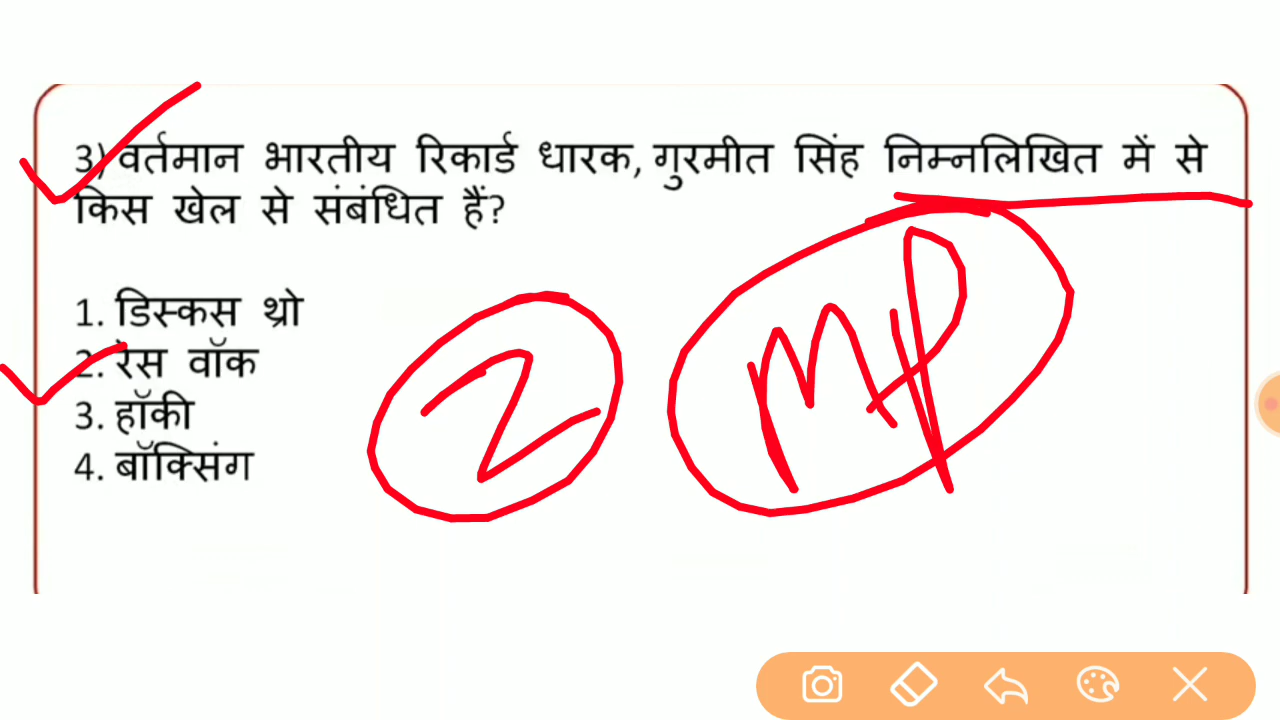 3) वर्तमान भारतीय रिकार्ड धारक, गुरमीत सिंह निम्नलिखित में से
किस खेल से संबंधित हैं?
1. डिस्कस थ्रो
2. रेस वॉक
3. हॉकी
4. बॉक्सिंग
2
MP